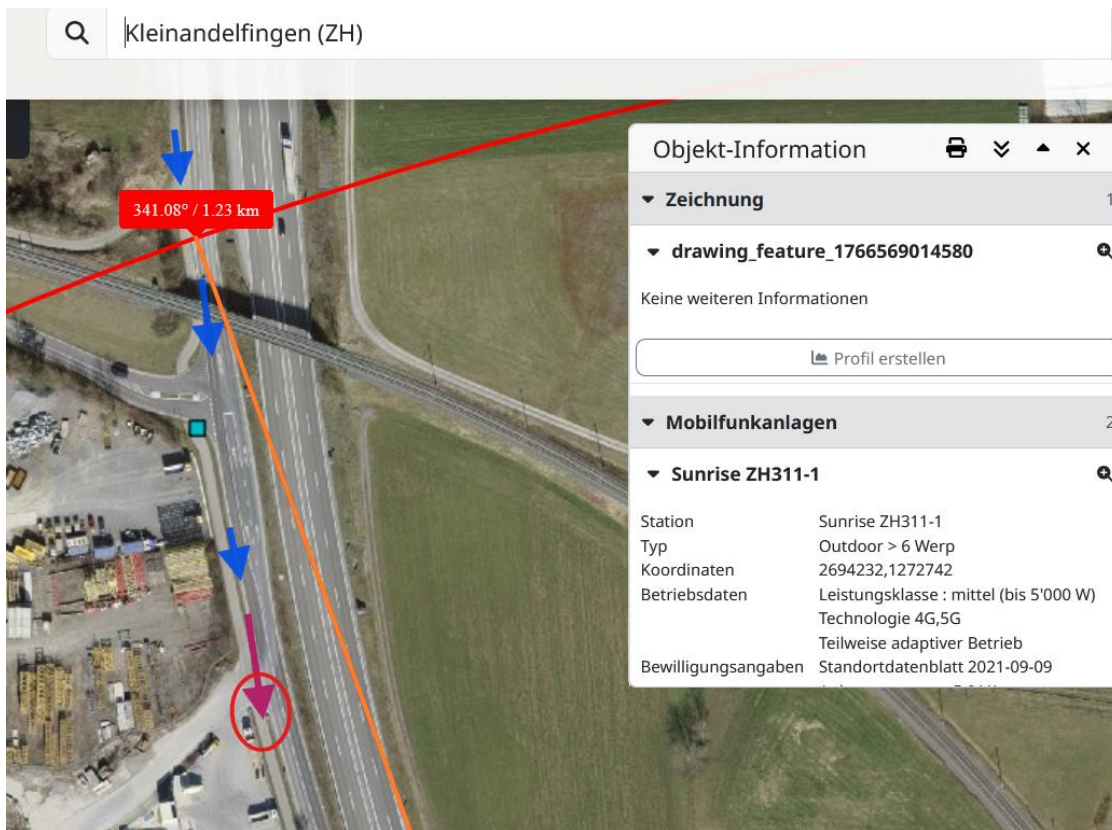 Kleinandelfingen (ZH)
341.08° / 1.23 km
Objekt-Information
Zeichnung 1
drawing_feature_1766569014580
Keine weiteren Informationen
Profil erstellen
Mobilfunkanlagen 2
Sunrise ZH311-1
Station Sunrise ZH311-1
Typ Outdoor > 6 Werp
Koordinaten 2694232,1272742
Betriebsdaten Leistungsklasse : mittel (bis 5'000 W)
Technologie 4G,5G
Teilweise adaptiver Betrieb
Bewilligungsangaben Standortdatenblatt 2021-09-09